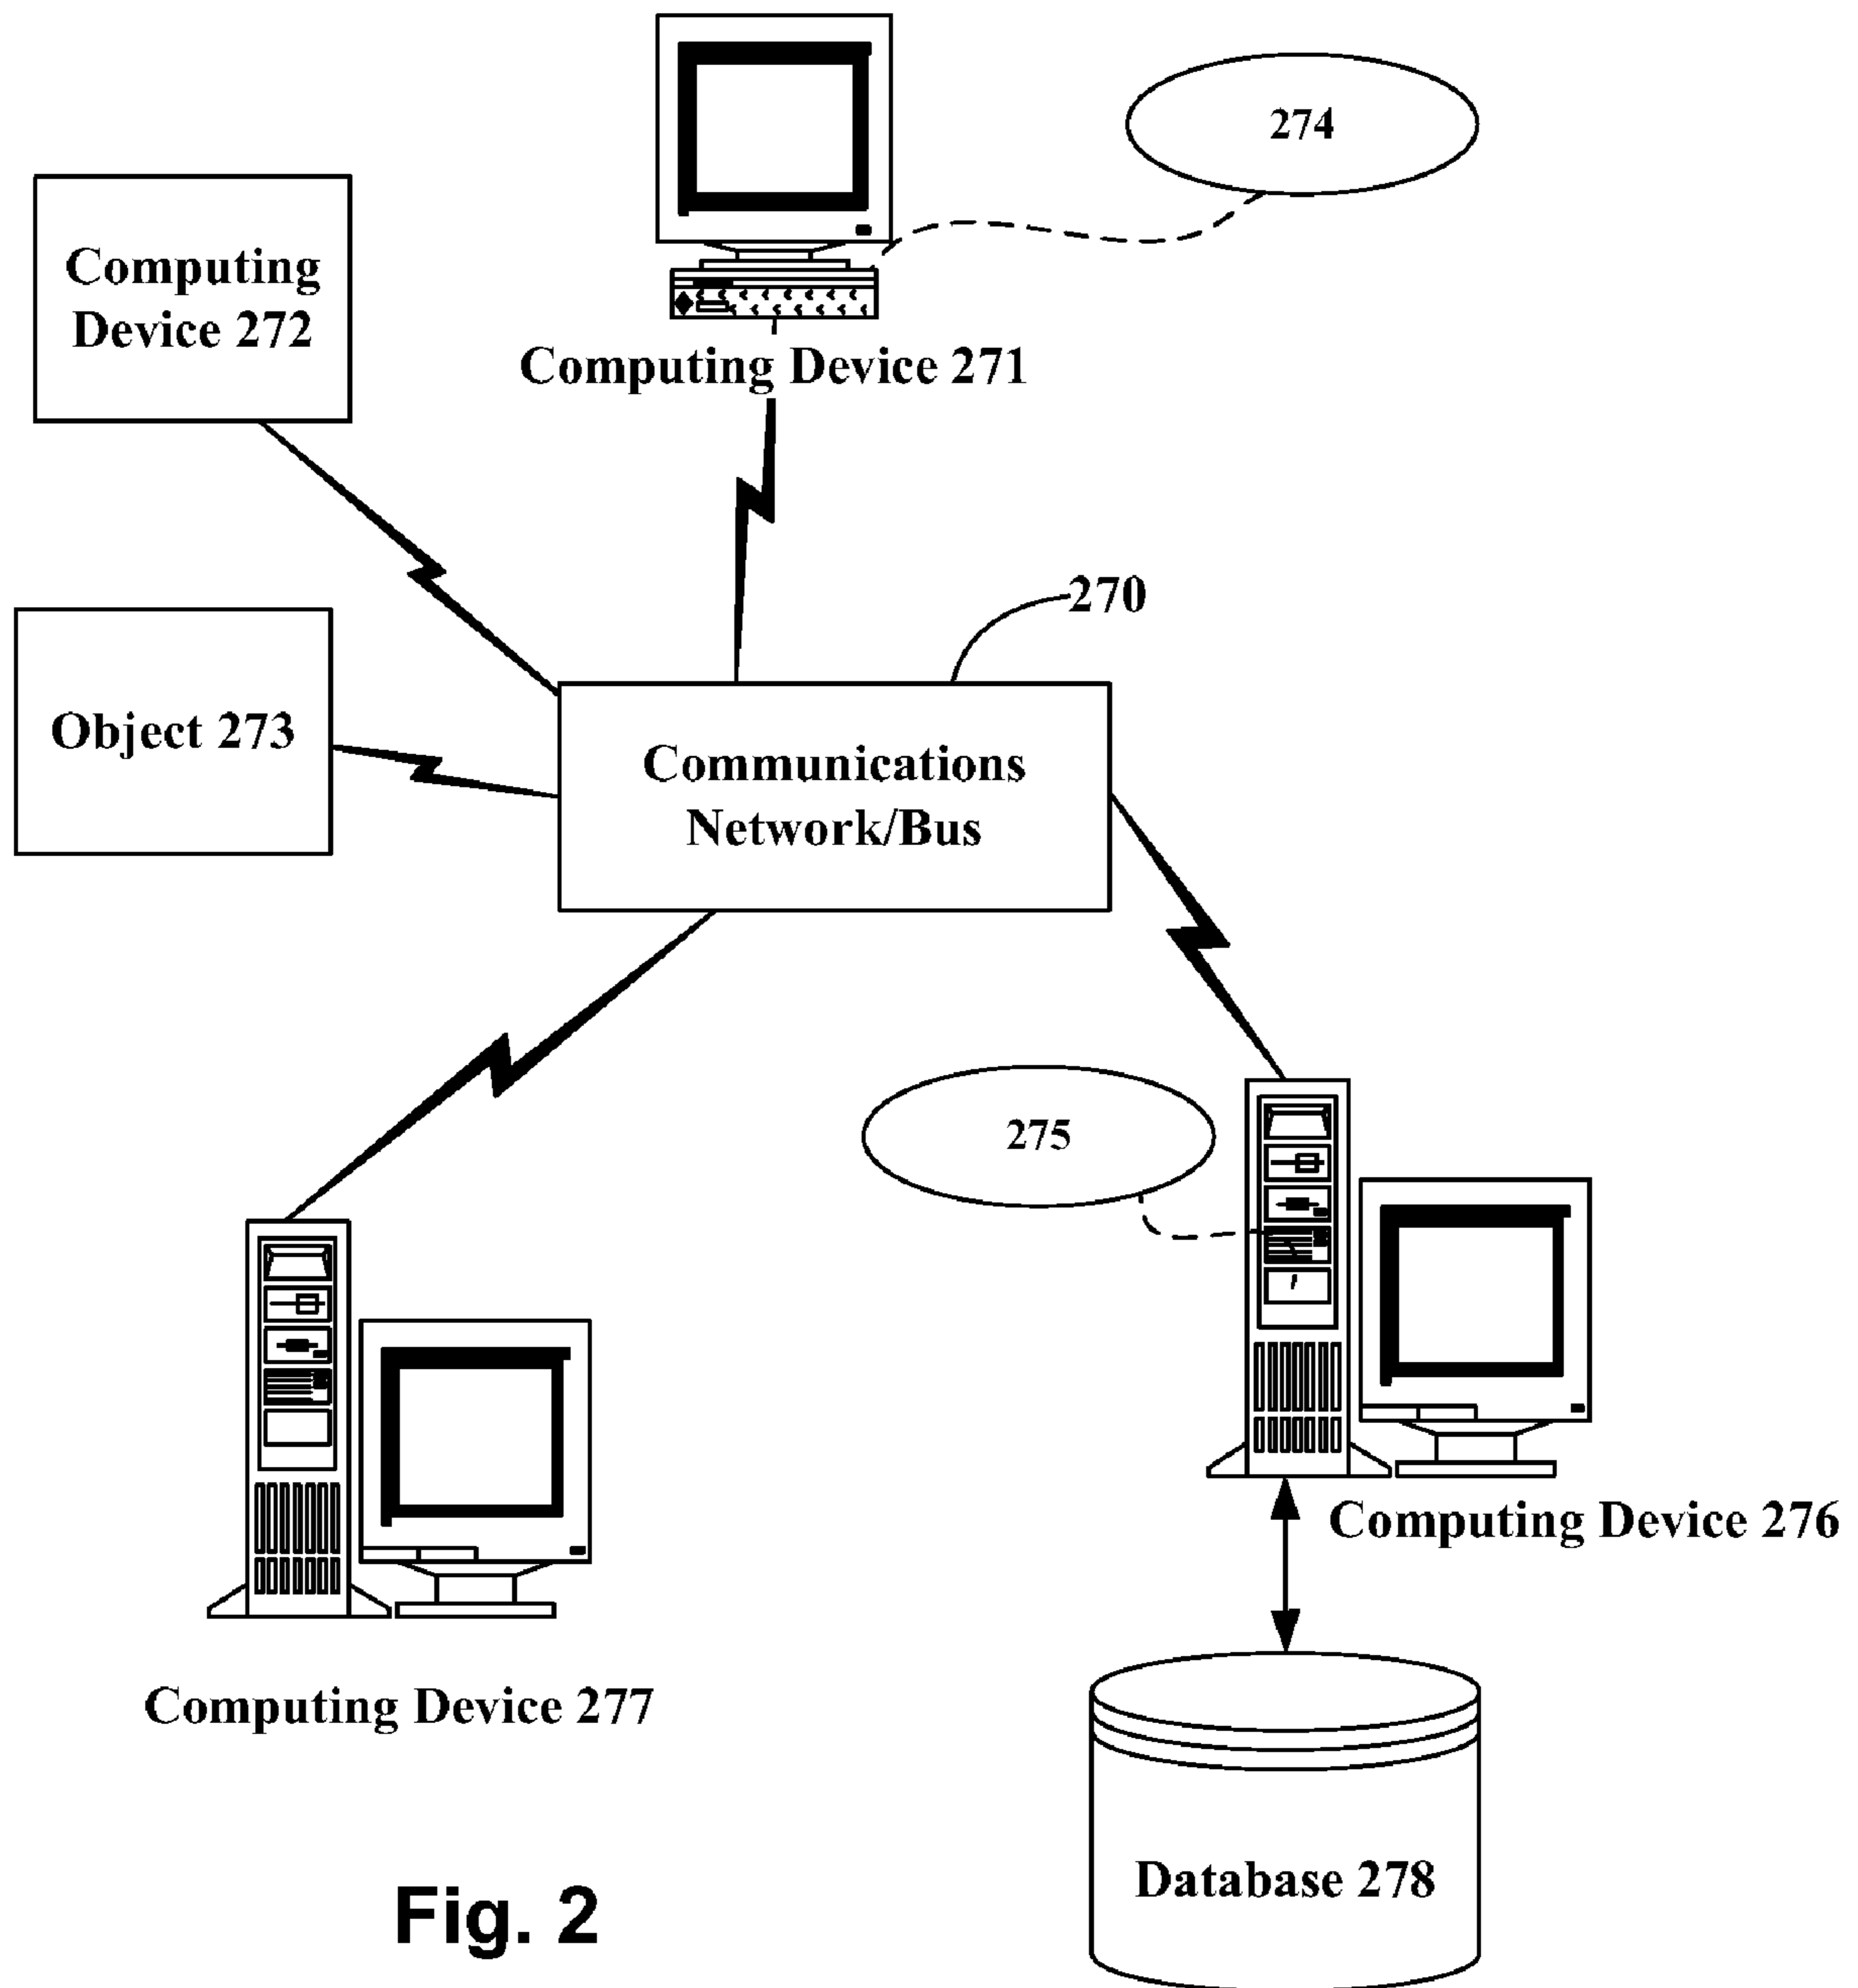 274
Computing
Device 272
Computing Device 271
270
Object 273
Communications
Network/Bus
275
Computing Device 276
Computing Device 277
Database 278
Fig. 2